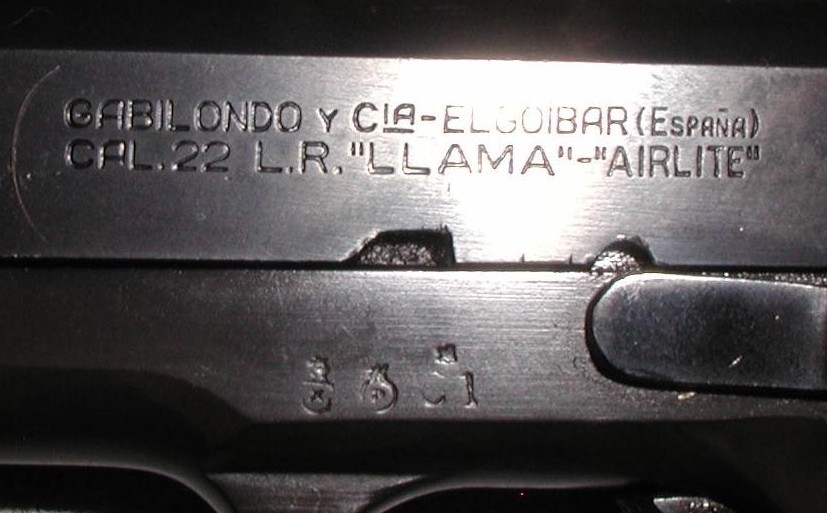 GABILONDO Y CIA-ELGOIBAR (ESPAÑA)
CAL.22 L.R."LLAMA"-"AIRLITE"